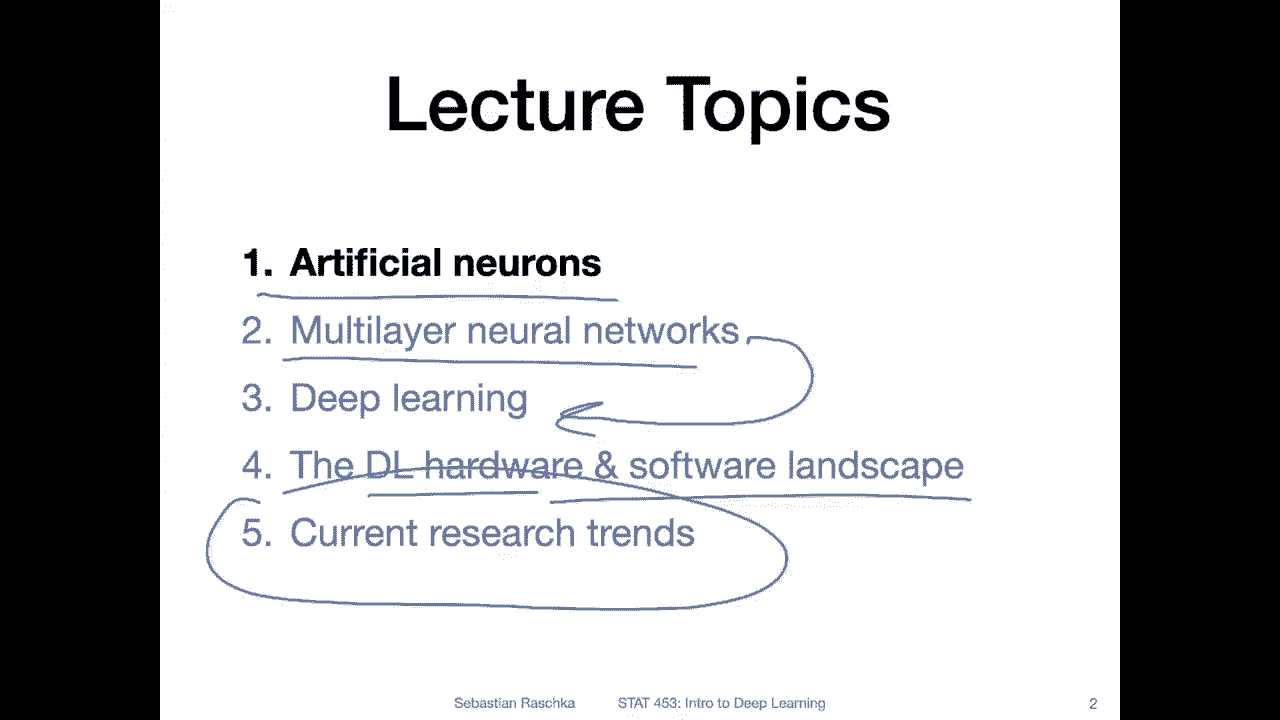 Lecture Topics
1. Artificial neurons
2. Multilayer neural networks
3. Deep learning
4. The DL hardware & software landscape
5. Current research trends
Sebastian Raschka STAT 453: Intro to Deep Learning 2